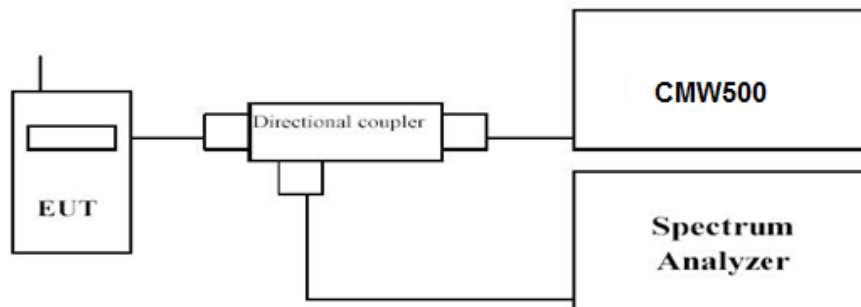 Directional coupler
CMW500
EUT
Spectrum
Analyzer